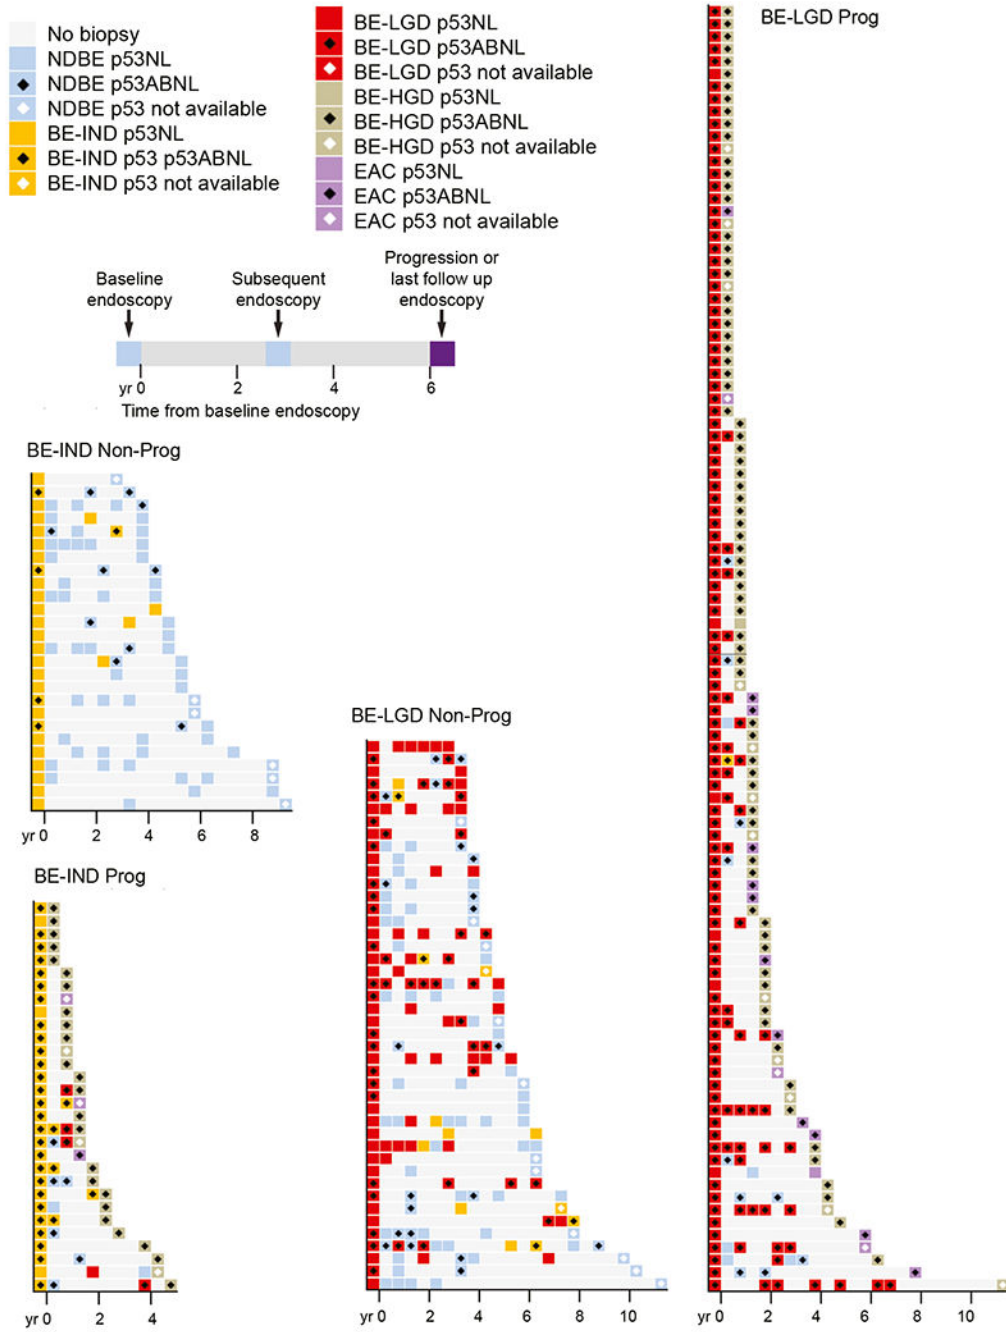 No biopsy
NDBE p53NL
NDBE p53ABNL
NDBE p53 not available
BE-IND p53NL
BE-IND p53 p53ABNL
BE-IND p53 not available
BE-LGD p53NL
BE-LGD p53ABNL
BE-LGD p53 not available
BE-HGD p53NL
BE-HGD p53ABNL
BE-HGD p53 not available
EAC p53NL
EAC p53ABNL
EAC p53 not available
Baseline
endoscopy
Subsequent
endoscopy
Progression or
last follow up
endoscopy
yr 0 2 4 6
Time from baseline endoscopy
BE-IND Non-Prog
yr 0 2 4 6 8
BE-IND Prog
yr 0 2 4
BE-LGD Non-Prog
yr 0 2 4 6 8 10
BE-LGD Prog
yr 0 2 4 6 8 10